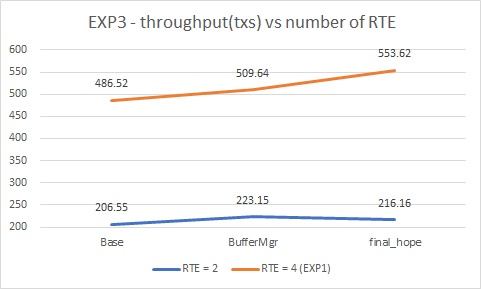 EXP3 - throughput(txs) vs number of RTE
600
550
500
450
400
350
300
250
200
486.52
509.64
553.62
206.55
223.15
216.16
Base
BufferMgr
final_hope
RTE = 2
RTE = 4 (EXP1)